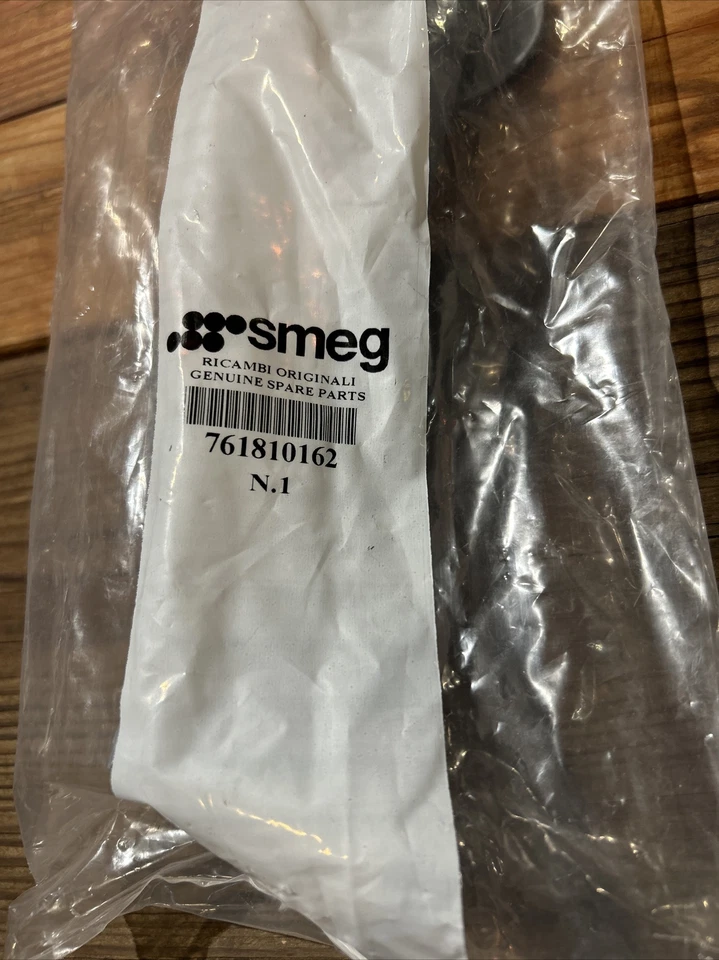 smeg
RICAMBI ORIGINALI
GENUINE SPARE PARTS
761810162
N.1